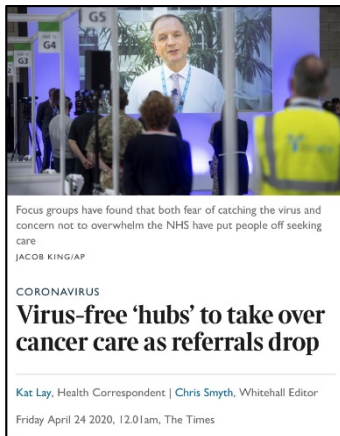 G5
G4
G3
Focus groups have found that both fear of catching the virus and
concern not to overwhelm the NHS have put people off seeking
care
JACOB KING/AP
CORONAVIRUS
Virus-free ‘hubs’ to take over
cancer care as referrals drop
Kat Lay, Health Correspondent | Chris Smyth, Whitehall Editor
Friday April 24 2020, 12.01am, The Times